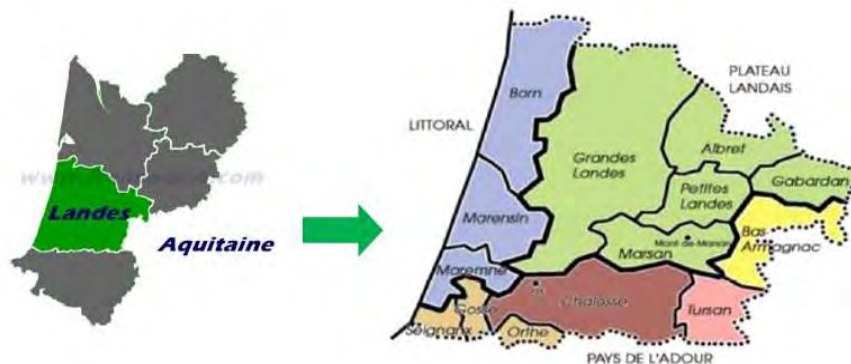 Landes
Aquitaine
LITTORAL
PLATEAU
LANDAIS
Born
Grandes
Landes
Albret
Gabardan
Petites
Landes
Marensin
Marsan
Mont-de-Marsan
Bas
Armagnac
Maremne
Gosse
Seignanx
Orthe
Chalosse
Tursan
PAYS DE L'ADOUR